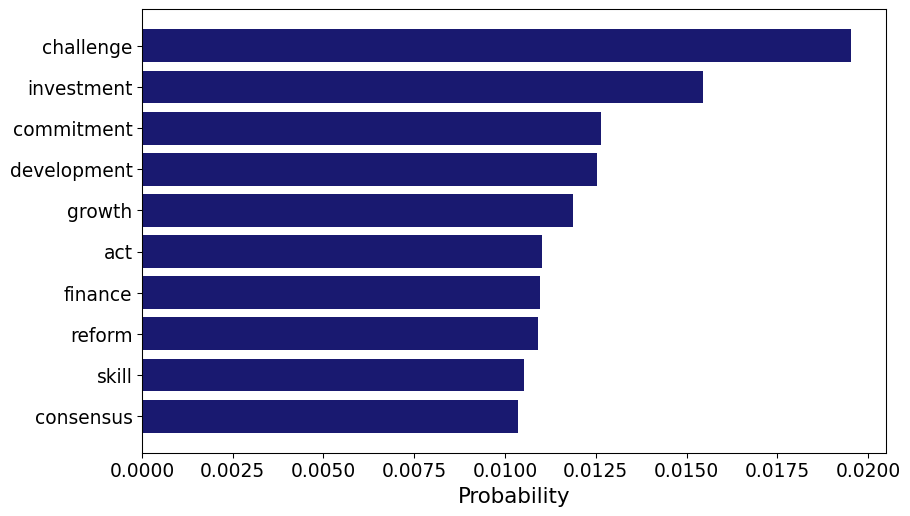 challenge
investment
commitment
development
growth
act
finance
reform
skill
consensus
0.0000 0.0025 0.0050 0.0075 0.0100 0.0125 0.0150 0.0175 0.0200
Probability